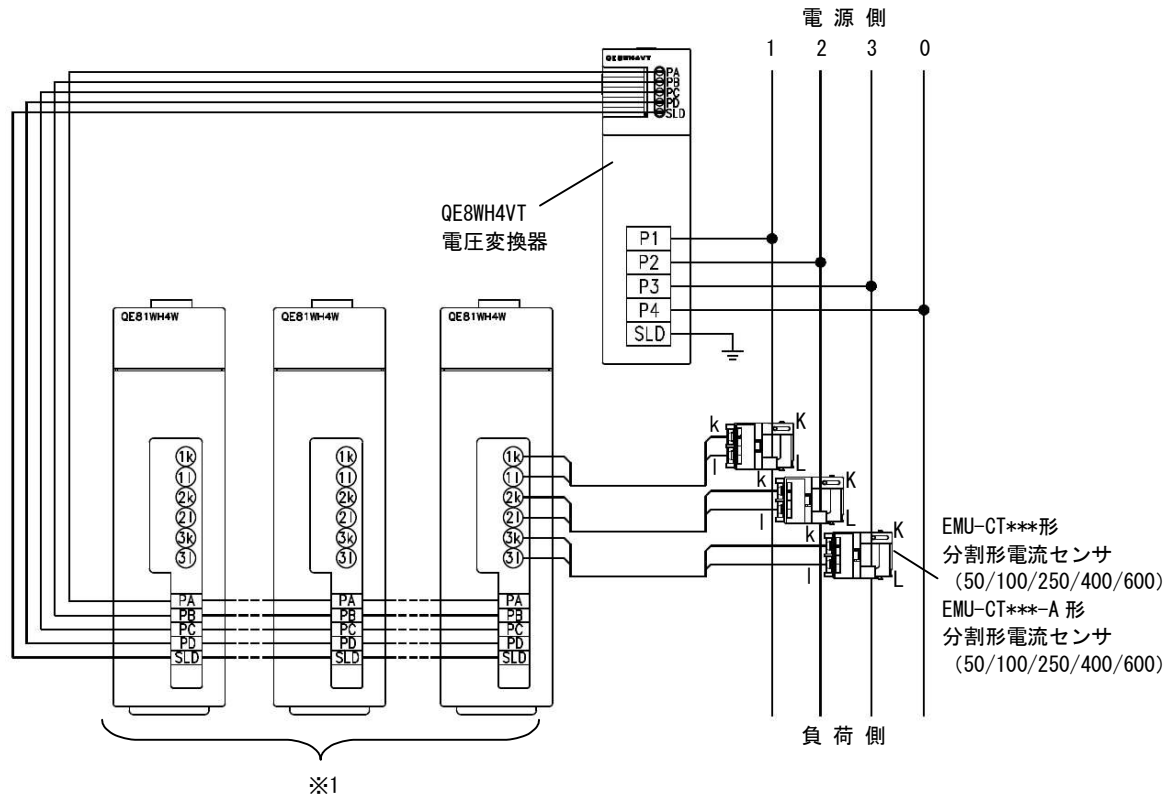 電源側
1 2 3 0
QE8WH4VT
PA
PB
PC
PD
SLD
QE8WH4VT
電圧変換器
P1
P2
P3
P4
SLD
QE81WH4W QE81WH4W QE81WH4W
1k 1k 1k
1l 1l 1l
2k 2k 2k
2l 2l 2l
3k 3k 3k
3l 3l 3l
PA PA PA
PB PB PB
PC PC PC
PD PD PD
SLD SLD SLD
k K
l L
k K
l L
k K
l L
EMU-CT***形
分割形電流センサ
(50/100/250/400/600)
EMU-CT***-A 形
分割形電流センサ
(50/100/250/400/600)
負荷側
※1